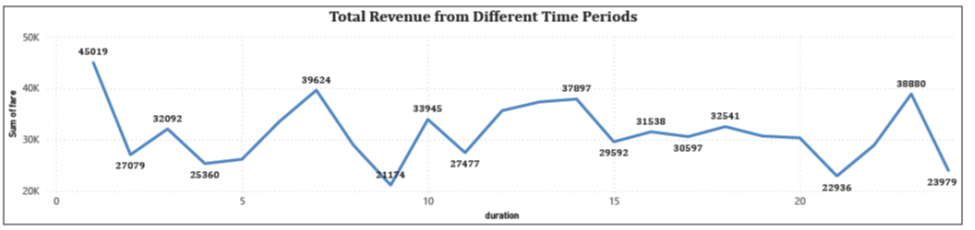 Total Revenue from Different Time Periods
50K
40K
30K
20K
Sum of fare
45019
27079
32092
25360
39624
21174
33945
27477
37897
29592
31538
30597
32541
22936
38880
23979
0 5 10 15 20
duration